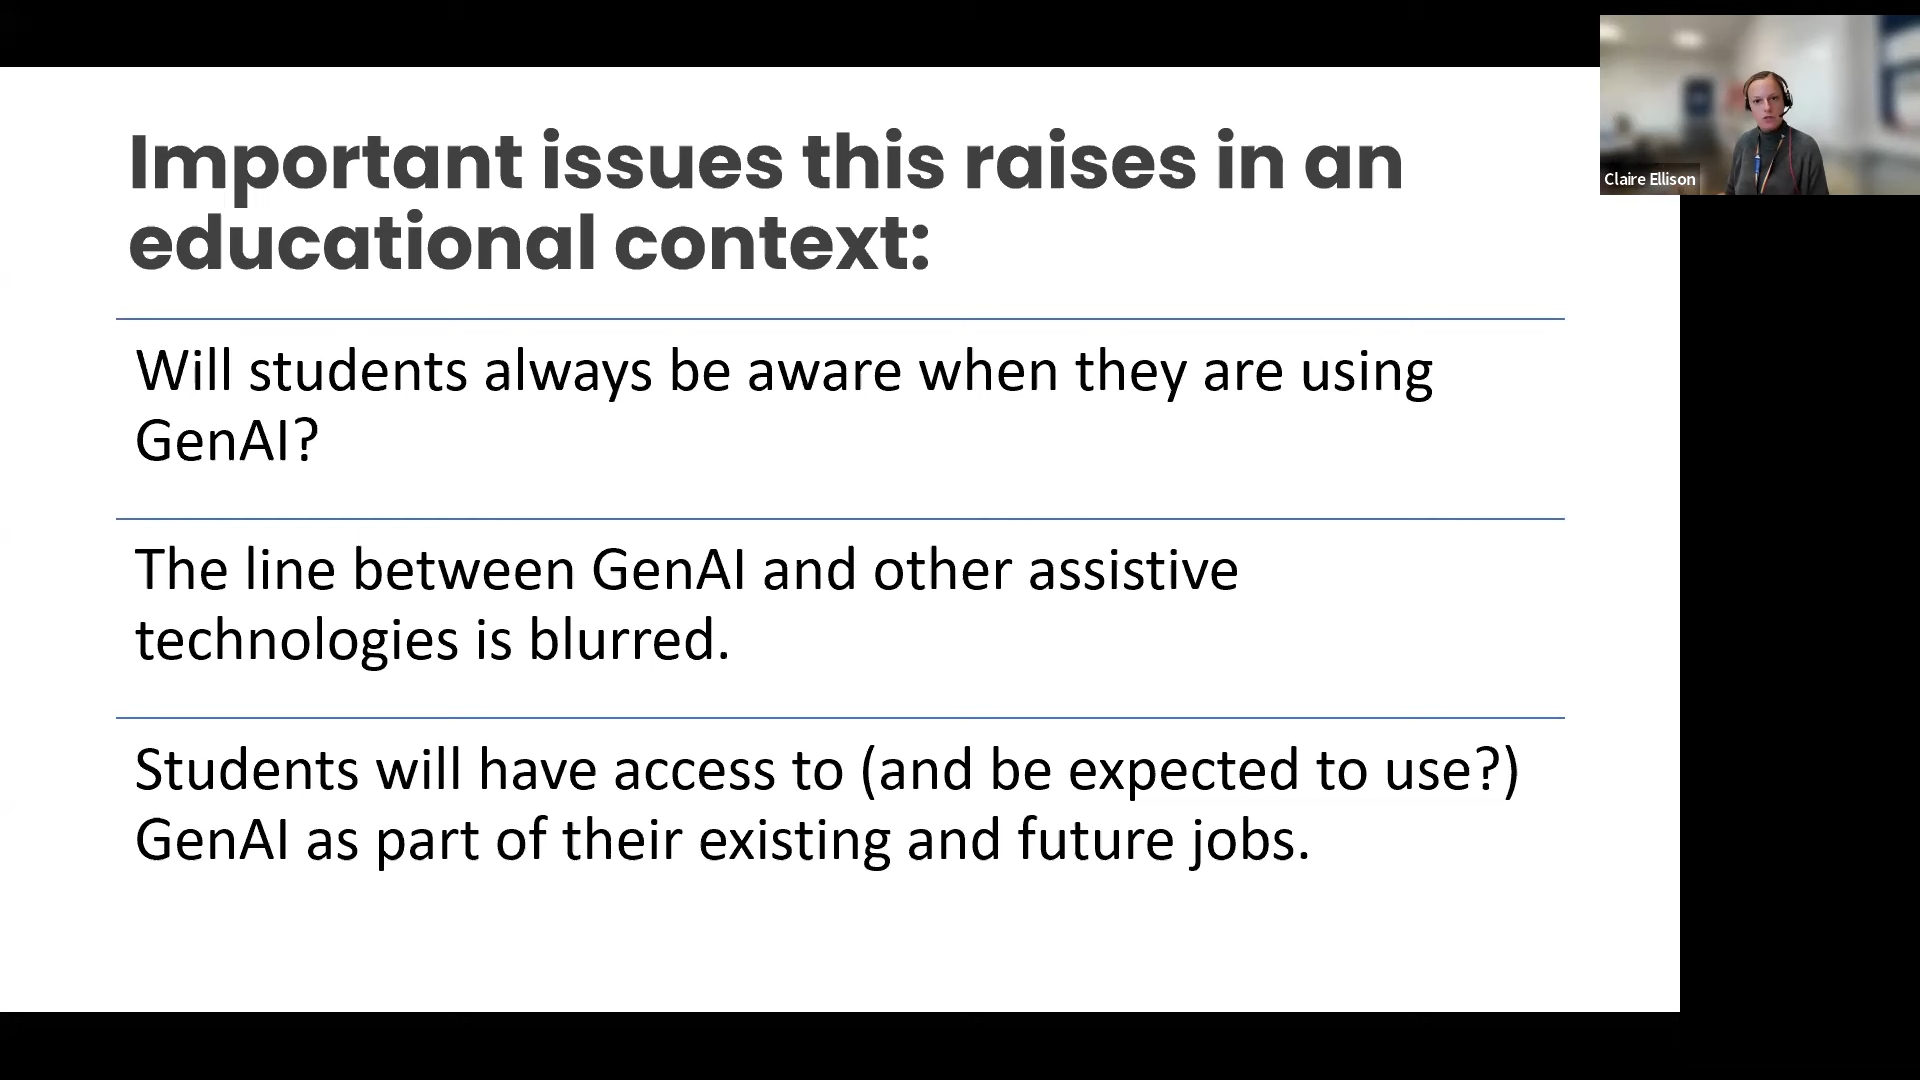 Important issues this raises in an
educational context:
Will students always be aware when they are using
GenAI?
The line between GenAI and other assistive
technologies is blurred.
Students will have access to (and be expected to use?)
GenAI as part of their existing and future jobs.
Claire Ellison